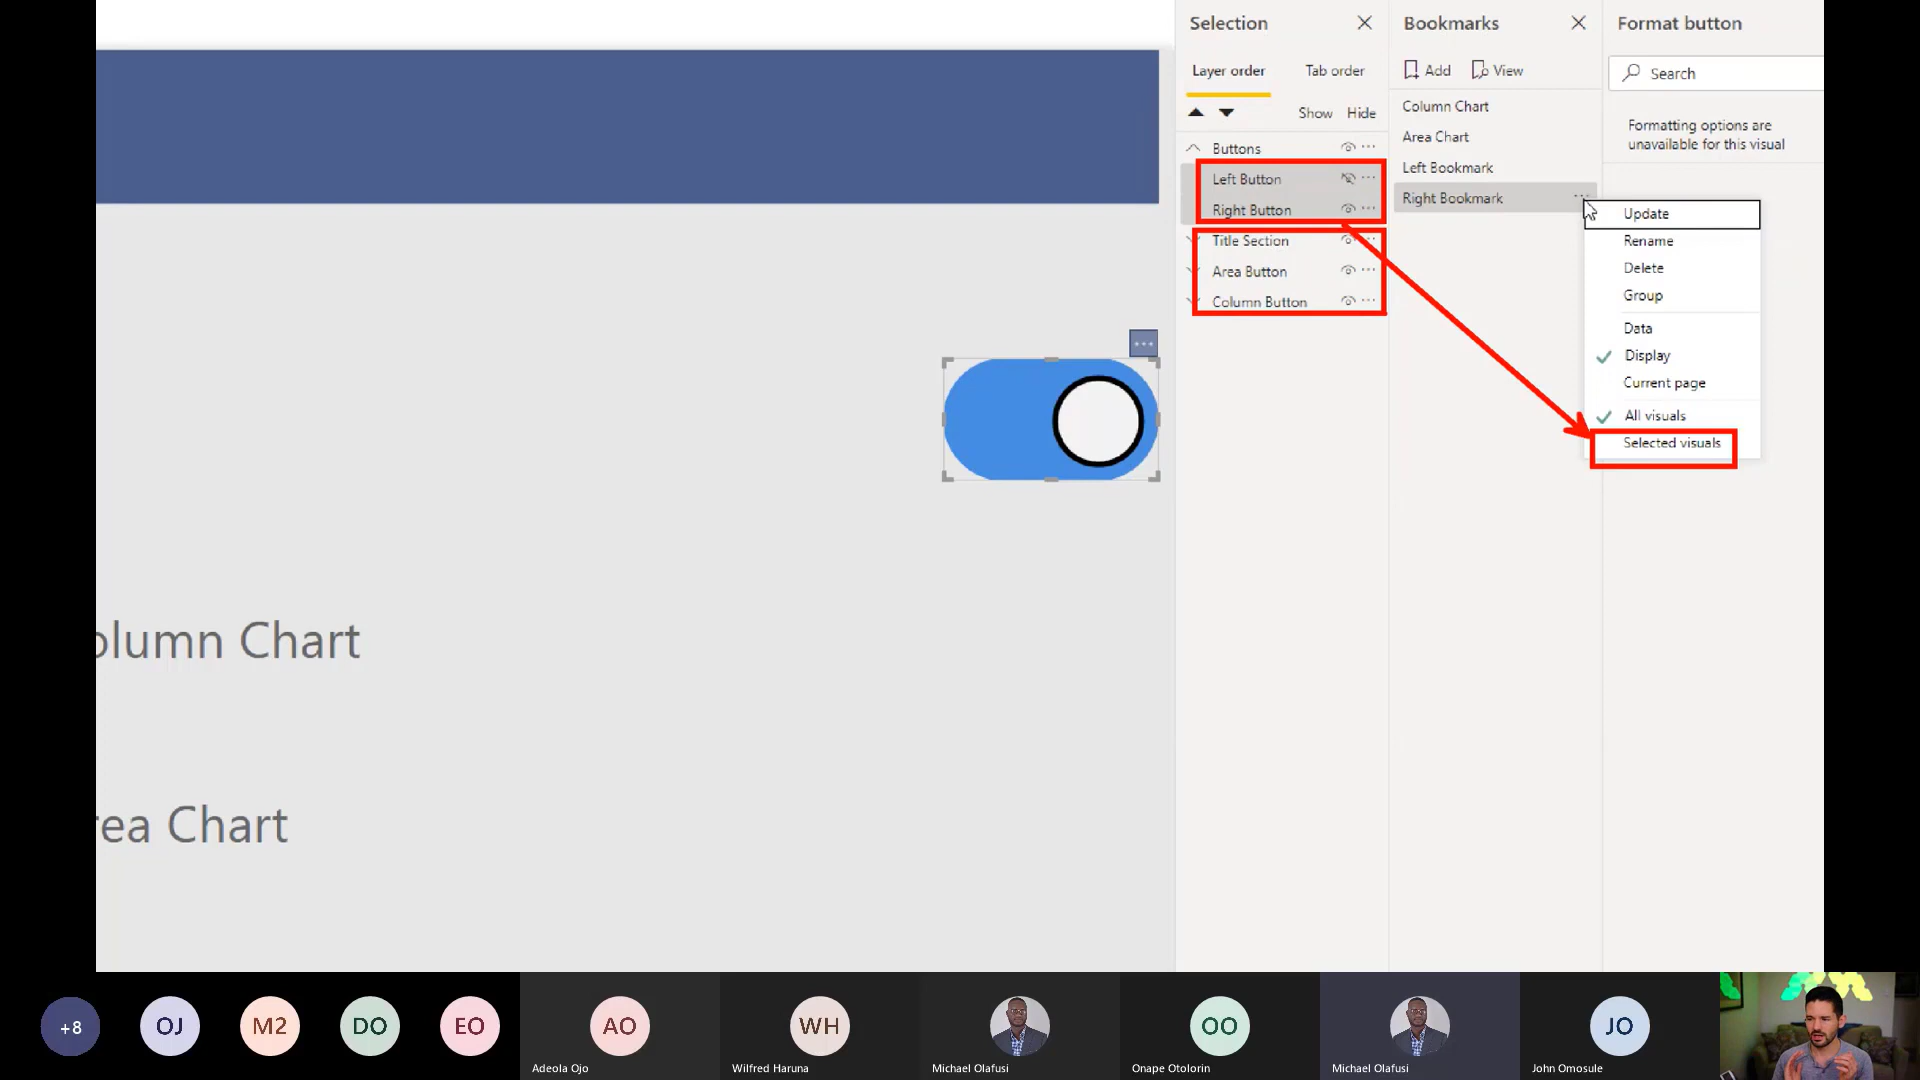 Selection
Bookmarks
Format button
Layer order
Tab order
Add
View
Search
Show
Hide
Column Chart
Formatting options are
unavailable for this visual
Area Chart
Buttons
Left Button
Right Button
Title Section
Area Button
Column Button
Left Bookmark
Right Bookmark
Update
Rename
Delete
Group
Data
Display
Current page
All visuals
Selected visuals
olumn Chart
rea Chart
+8
OJ
M2
DO
EO
AO
WH
OO
JO
Adeola Ojo
Wilfred Haruna
Michael Olafusi
Onape Otolorin
Michael Olafusi
John Omosule